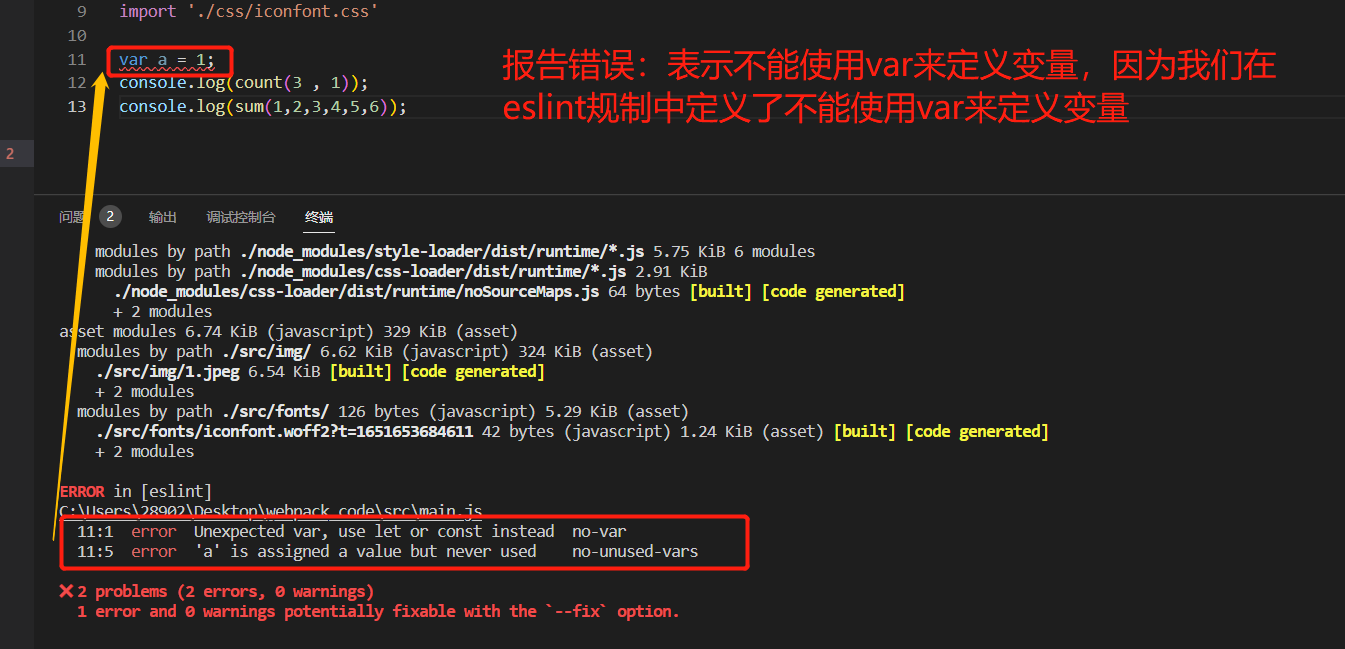 9 import './css/iconfont.css'
10
11 var a = 1;
12 console.log(count(3 , 1));
13 console.log(sum(1,2,3,4,5,6));
报告错误：表示不能使用var来定义变量，因为我们在
eslint规制中定义了不能使用var来定义变量
2
问题 2 输出 调试控制台 终端
modules by path ./node_modules/style-loader/dist/runtime/*.js 5.75 KiB 6 modules
modules by path ./node_modules/css-loader/dist/runtime/*.js 2.91 KiB
./node_modules/css-loader/dist/runtime/noSourceMaps.js 64 bytes [built] [code generated]
+ 2 modules
asset modules 6.74 KiB (javascript) 329 KiB (asset)
modules by path ./src/img/ 6.62 KiB (javascript) 324 KiB (asset)
./src/img/1.jpeg 6.54 KiB [built] [code generated]
+ 2 modules
modules by path ./src/fonts/ 126 bytes (javascript) 5.29 KiB (asset)
./src/fonts/iconfont.woff2?t=1651653684611 42 bytes (javascript) 1.24 KiB (asset) [built] [code generated]
+ 2 modules
ERROR in [eslint]
C:\Users\28902\Desktop\webpack_code\src\main.js
11:1 error Unexpected var, use let or const instead no-var
11:5 error 'a' is assigned a value but never used no-unused-vars
✖ 2 problems (2 errors, 0 warnings)
1 error and 0 warnings potentially fixable with the `--fix` option.